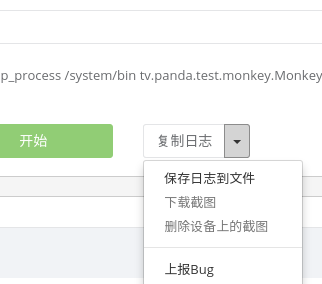 p_process /system/bin tv.panda.test.monkey.Monkey
开始
复制日志
保存日志到文件
下载截图
删除设备上的截图
上报Bug